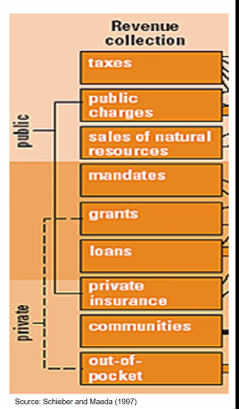 Revenue
collection
taxes
public
charges
sales of natural
resources
mandates
grants
loans
private
insurance
communities
out-of-
pocket
public
private
Source: Schieber and Maeda (1997)